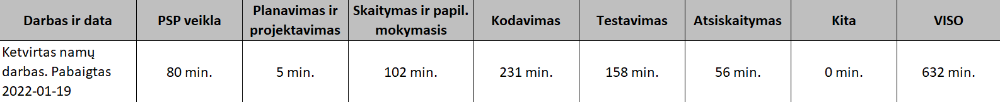 Darbas ir data
PSP veikla
Planavimas ir
projektavimas
Skaitymas ir papil.
mokymasis
Kodavimas
Testavimas
Atsiskaitymas
Kita
VISO
Ketvirtas namų
darbas. Pabaigtas
2022-01-19
80 min.
5 min.
102 min.
231 min.
158 min.
56 min.
0 min.
632 min.